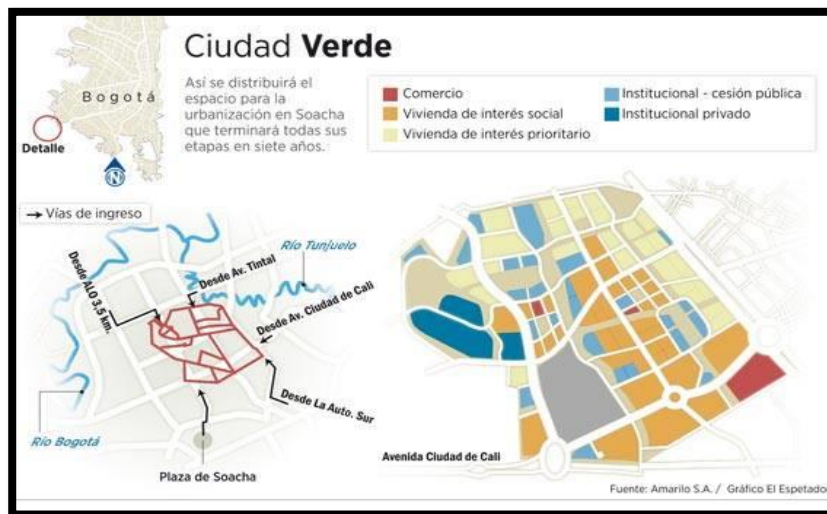 Ciudad Verde
Así se distribuirá el
espacio para la
urbanización en Soacha
que terminará todas sus
etapas en siete años.
Bogotá
Detalle
N
Comercio
Vivienda de interés social
Vivienda de interés prioritario
Institucional - cesión pública
Institucional privado
Vías de ingreso
Río Tunjuelo
Desde Av. Tintal
Desde ALO 3,5 km.
Desde Av. Ciudad de Cali
Desde La Auto. Sur
Río Bogotá
Plaza de Soacha
Avenida Ciudad de Cali
Fuente: Amarilo S.A. / Gráfico El Espetador